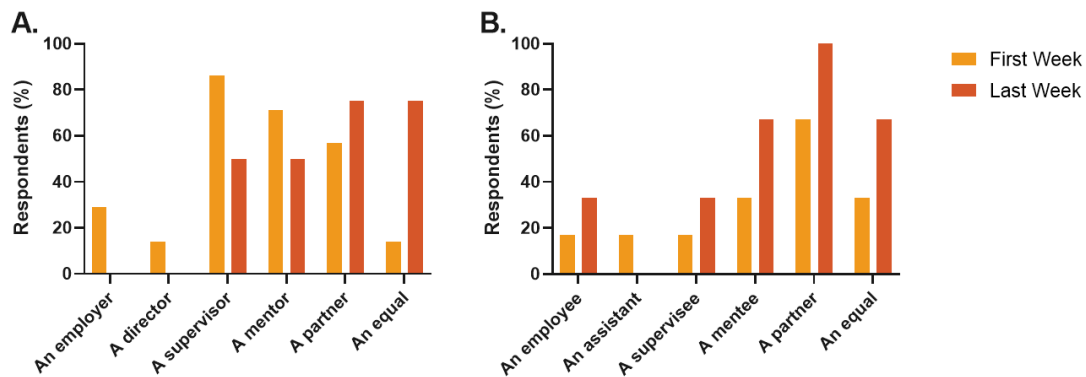 A.
Respondents (%)
100
80
60
40
20
0
An employer
A director
A supervisor
A mentor
A partner
An equal
B.
Respondents (%)
100
80
60
40
20
0
An employee
An assistant
A supervisee
A mentee
A partner
An equal
First Week
Last Week